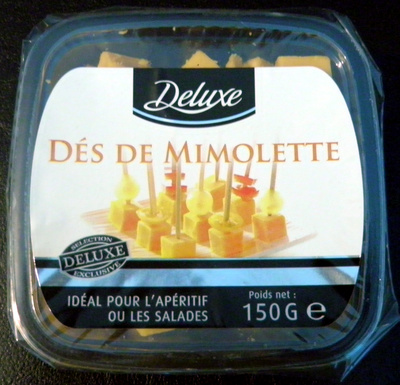 Deluxe
DÉS DE MIMOLETTE
SÉLECTION
DELUXE
EXCLUSIVE
IDÉAL POUR L'APÉRITIF
OU LES SALADES
Poids net :
150G e